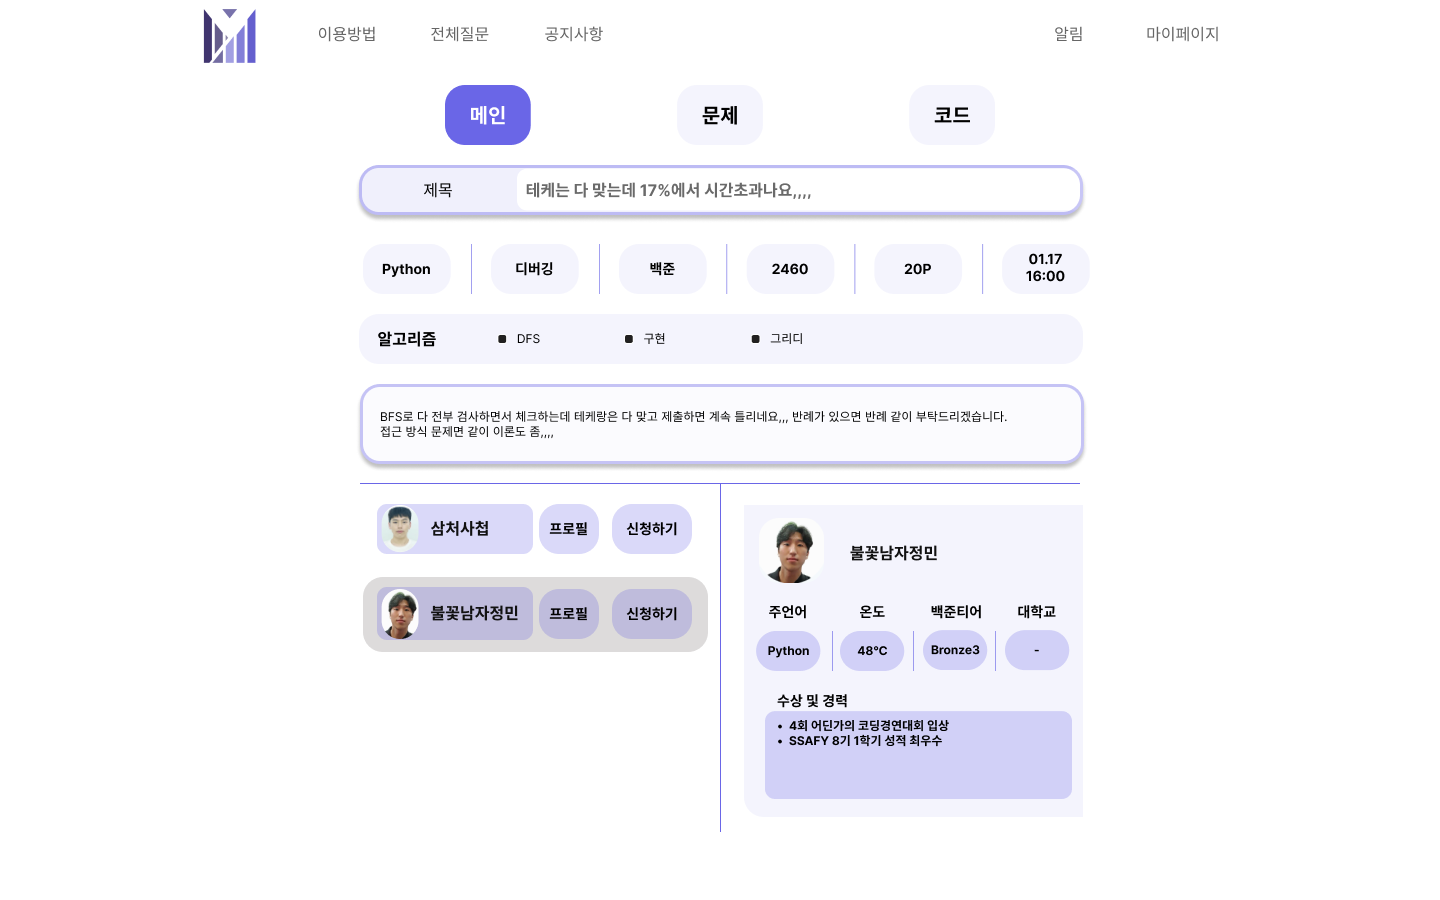 이용방법 전체질문 공지사항 알림 마이페이지
메인 문제 코드
제목 테케는 다 맞는데 17%에서 시간초과나요,,,,
Python 디버깅 백준 2460 20P 01.17
16:00
알고리즘 DFS 구현 그리디
BFS로 다 전부 검사하면서 체크하는데 테케랑은 다 맞고 제출하면 계속 틀리네요,,, 반례가 있으면 반례 같이 부탁드리겠습니다.
접근 방식 문제면 같이 이론도 좀,,,,
삼처사첩 프로필 신청하기
불꽃남자정민 프로필 신청하기
불꽃남자정민
주언어 온도 백준티어 대학교
Python 48°C Bronze3 -
수상 및 경력
• 4회 어딘가의 코딩경연대회 입상
• SSAFY 8기 1학기 성적 최우수